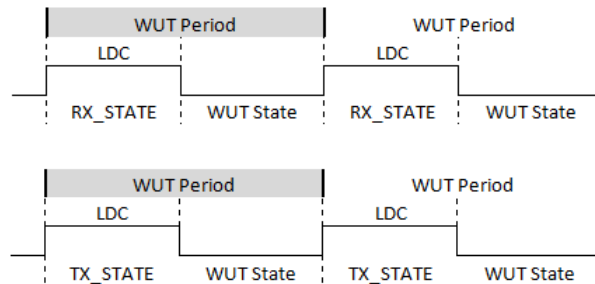 WUT Period WUT Period
LDC LDC
RX_STATE WUT State RX_STATE WUT State
WUT Period WUT Period
LDC LDC
TX_STATE WUT State TX_STATE WUT State